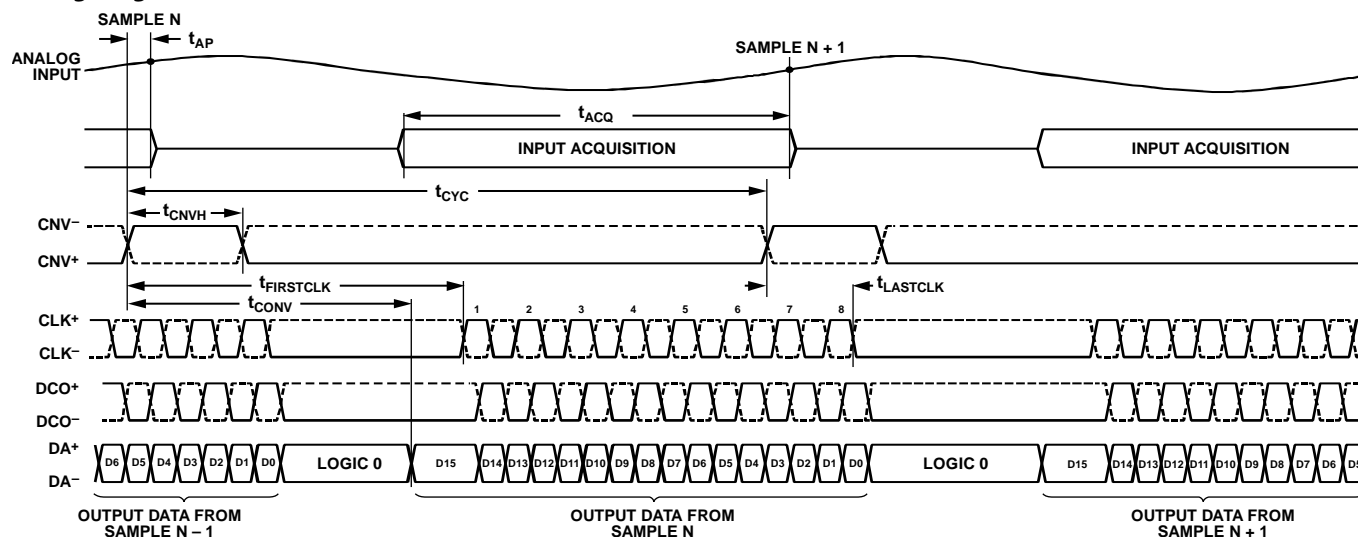 SAMPLE N
tAP
ANALOG
INPUT
SAMPLE N + 1
tACQ
INPUT ACQUISITION
INPUT ACQUISITION
tCYC
CNV–
CNV+
tCNVH
tFIRSTCLK
tLASTCLK
tCONV
CLK+
CLK–
1 2 3 4 5 6 7 8
DCO+
DCO–
DA+
DA–
D6 D5 D4 D3 D2 D1 D0 LOGIC 0 D15 D14 D13 D12 D11 D10 D9 D8 D7 D6 D5 D4 D3 D2 D1 D0 LOGIC 0 D15 D14 D13 D12 D11 D10 D9 D8 D7 D6 D5
OUTPUT DATA FROM
SAMPLE N – 1
OUTPUT DATA FROM
SAMPLE N
OUTPUT DATA FROM
SAMPLE N + 1